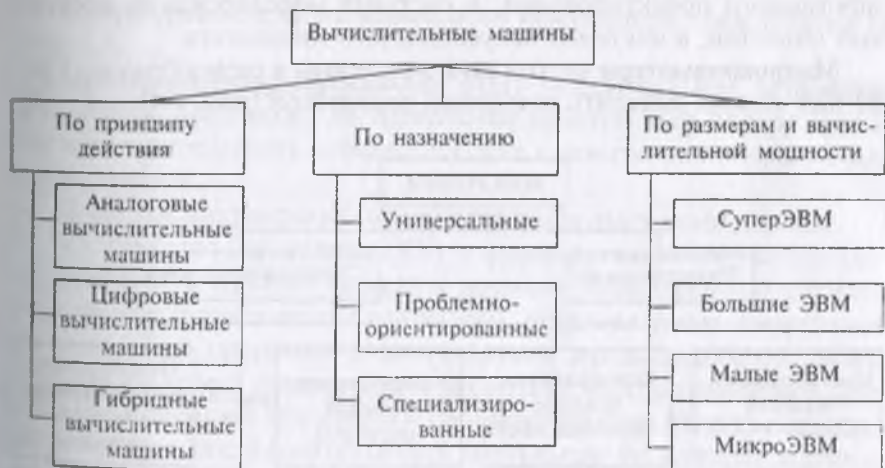 Вычислительные машины
По принципу
действия
По назначению
По размерам и вычис-
лительной мощности
Аналоговые
вычислительные
машины
Цифровые
вычислительные
машины
Гибридные
вычислительные
машины
Универсальные
Проблемно-
ориентированные
Специализиро-
ванные
СуперЭВМ
Большие ЭВМ
Малые ЭВМ
МикроЭВМ